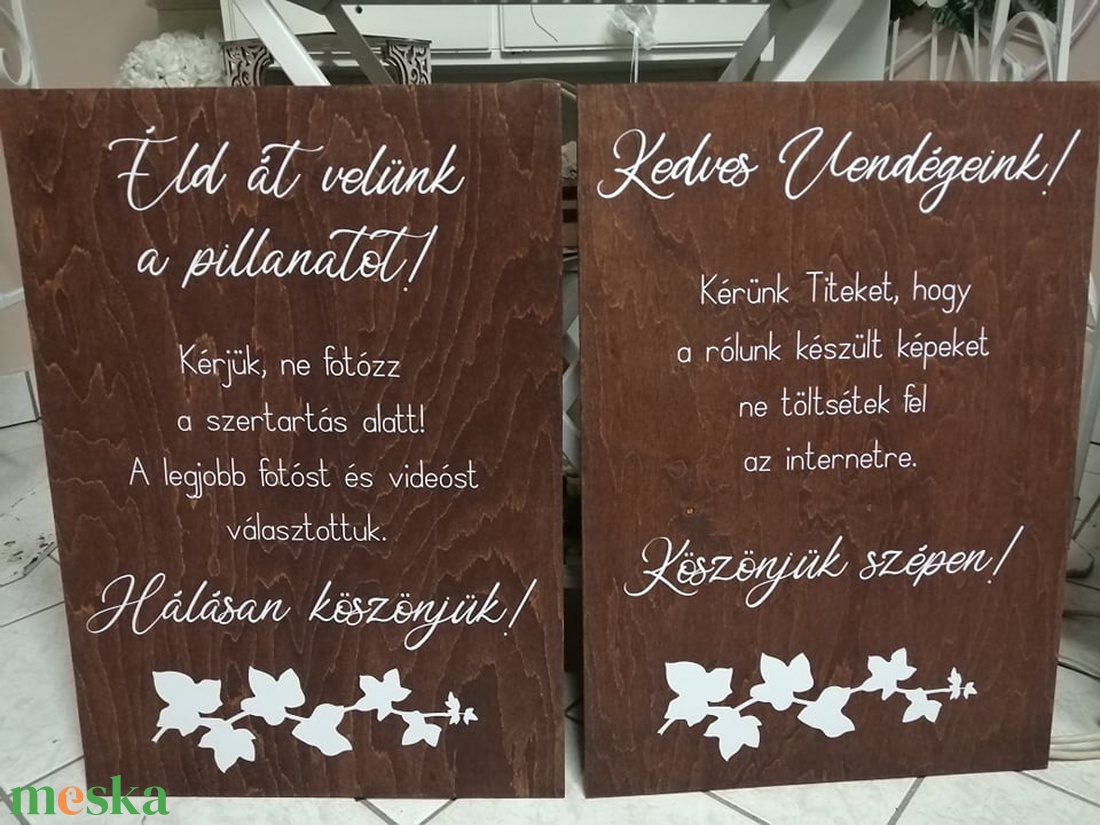 Éld át velünk
a pillanatot!
Kérjük, ne fotózz
a szertartás alatt!
A legjobb fotóst és videóst
választottuk.
Hálásan köszönjük!
Kedves Vendégeink!
Kérünk Titeket, hogy
a rólunk készült képeket
ne töltsétek fel
az internetre.
Köszönjük szépen!
meska